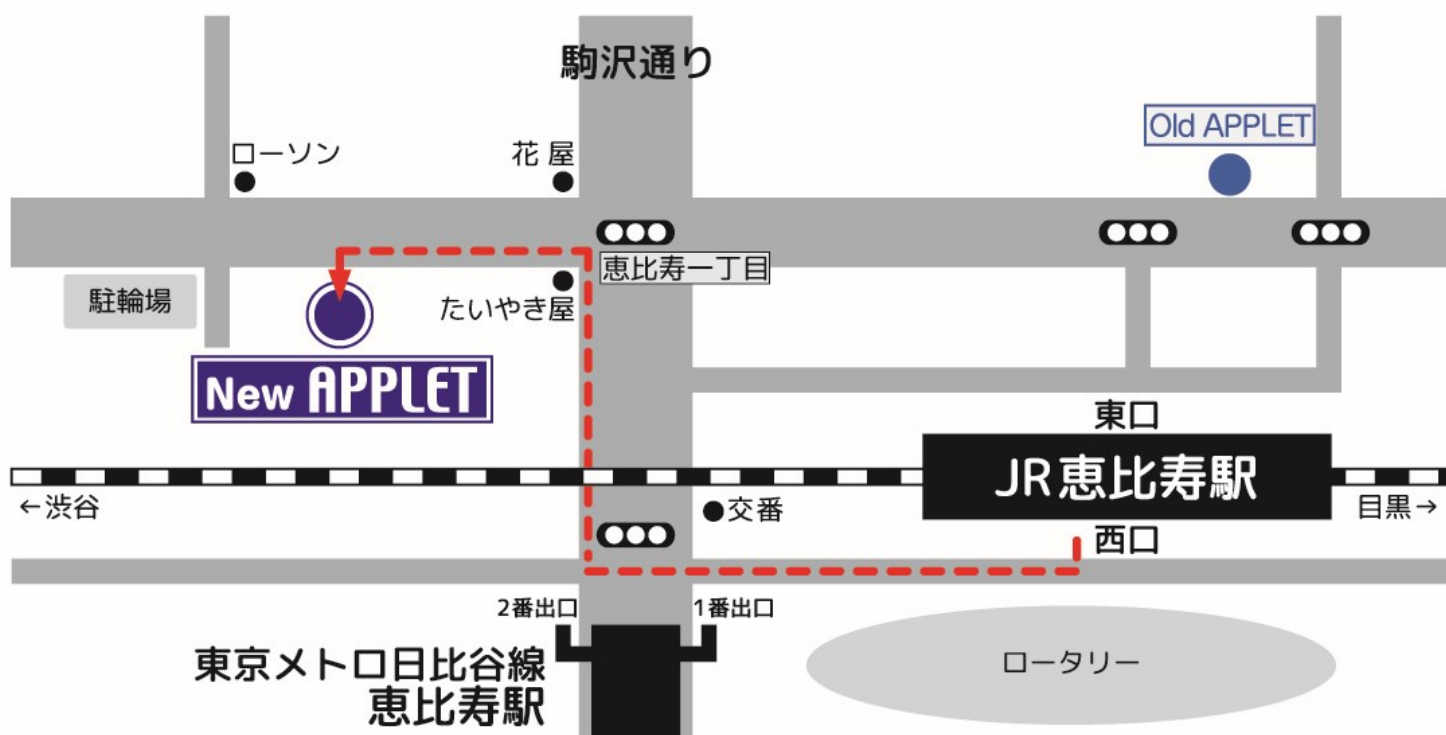 駒沢通り
Old APPLET
ローソン
花屋
恵比寿一丁目
駐輪場
たいやき屋
New APPLET
東口
JR恵比寿駅
←渋谷
交番
目黒→
西口
2番出口
1番出口
東京メトロ日比谷線
恵比寿駅
ロータリー